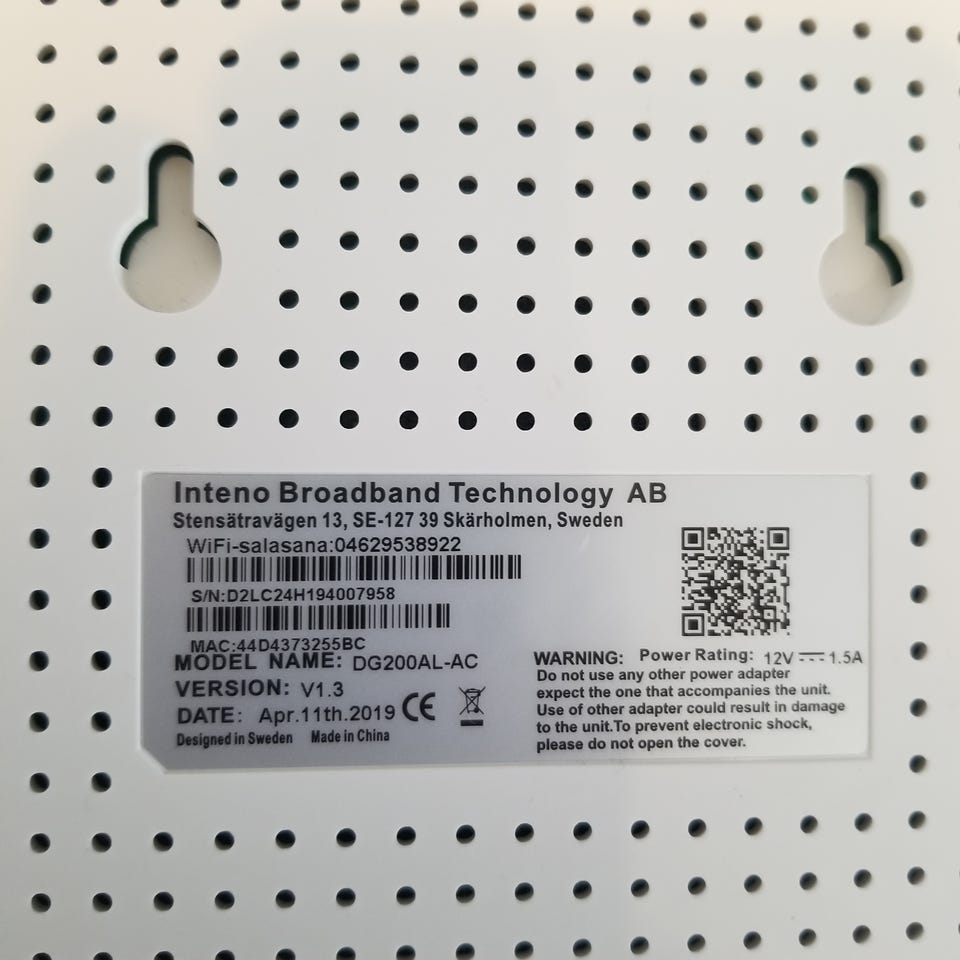 Inteno Broadband Technology AB
Stensätravägen 13, SE-127 39 Skärholmen, Sweden
WiFi-salasana:04629538922
S/N:D2LC24H194007958
MAC:44D4373255BC
MODEL NAME: DG200AL-AC
VERSION: V1.3
DATE: Apr.11th.2019 CE
Designed in Sweden Made in China
WARNING: Power Rating: 12V ⎓ 1.5A
Do not use any other power adapter
expect the one that accompanies the unit.
Use of other adapter could result in damage
to the unit.To prevent electronic shock,
please do not open the cover.